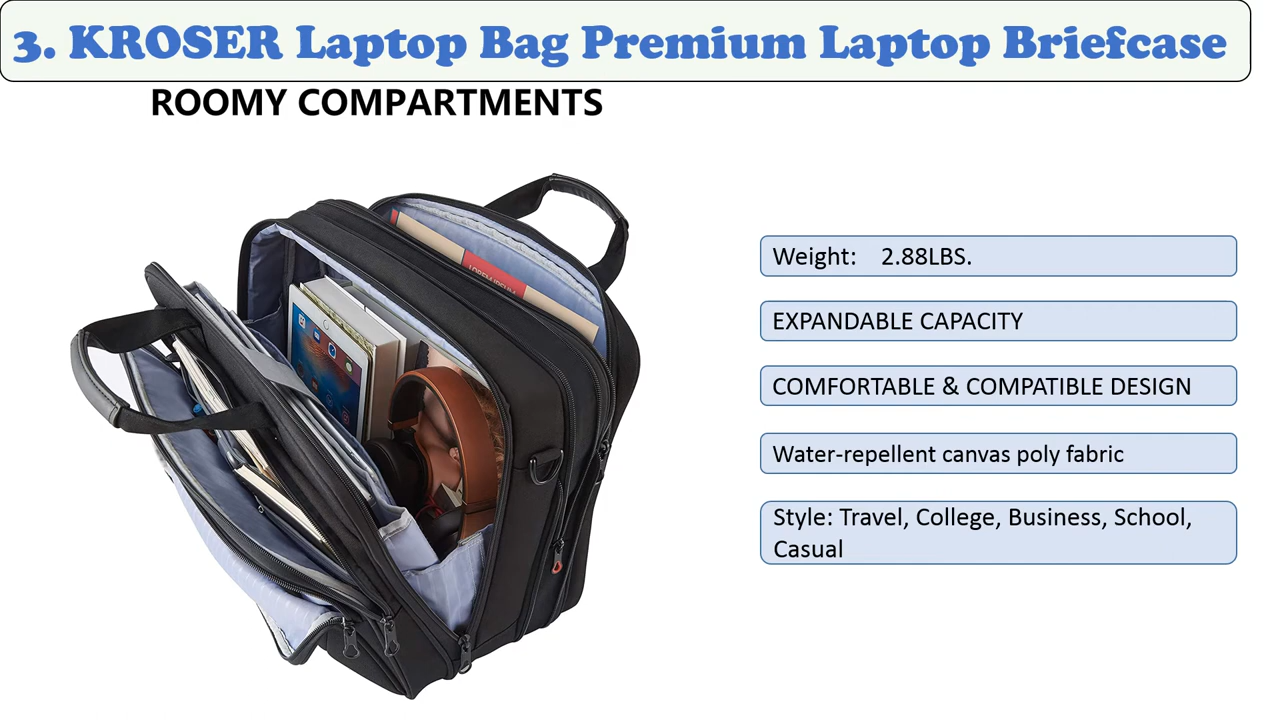 3. KROSER Laptop Bag Premium Laptop Briefcase
ROOMY COMPARTMENTS
Weight: 2.88LBS.
EXPANDABLE CAPACITY
COMFORTABLE & COMPATIBLE DESIGN
Water-repellent canvas poly fabric
Style: Travel, College, Business, School,
Casual